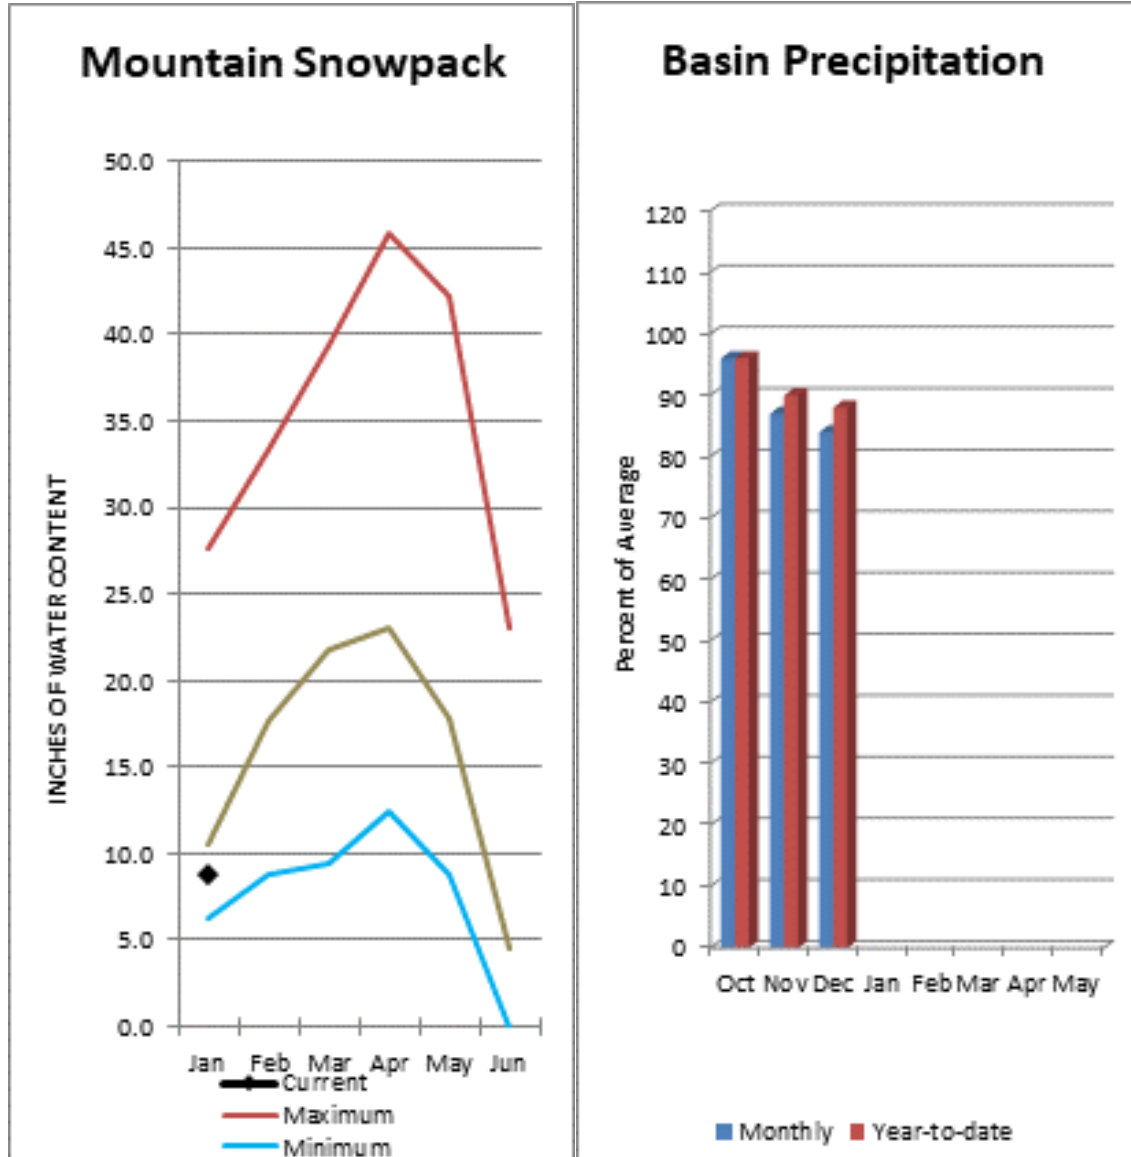 Mountain Snowpack
50.0
45.0
40.0
35.0
30.0
25.0
20.0
15.0
10.0
5.0
0.0
INCHES OF WATER CONTENT
Jan Feb Mar Apr May Jun
Current
Maximum
Minimum
Basin Precipitation
120
110
100
90
80
70
60
50
40
30
20
10
0
Percent of Average
Oct Nov Dec Jan Feb Mar Apr May
Monthly Year-to-date